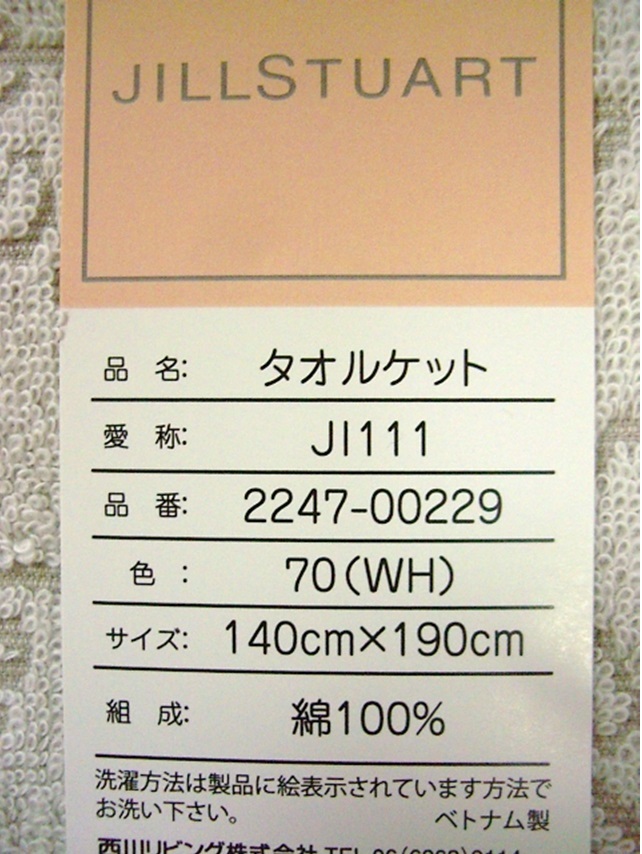 JILLSTUART
品 名: タオルケット
愛 称: JI111
品 番: 2247-00229
色 : 70(WH)
サイズ: 140cm×190cm
組 成: 綿100%
洗濯方法は製品に絵表示されています方法で
お洗い下さい。 ベトナム製
西川リビング株式会社 TEL